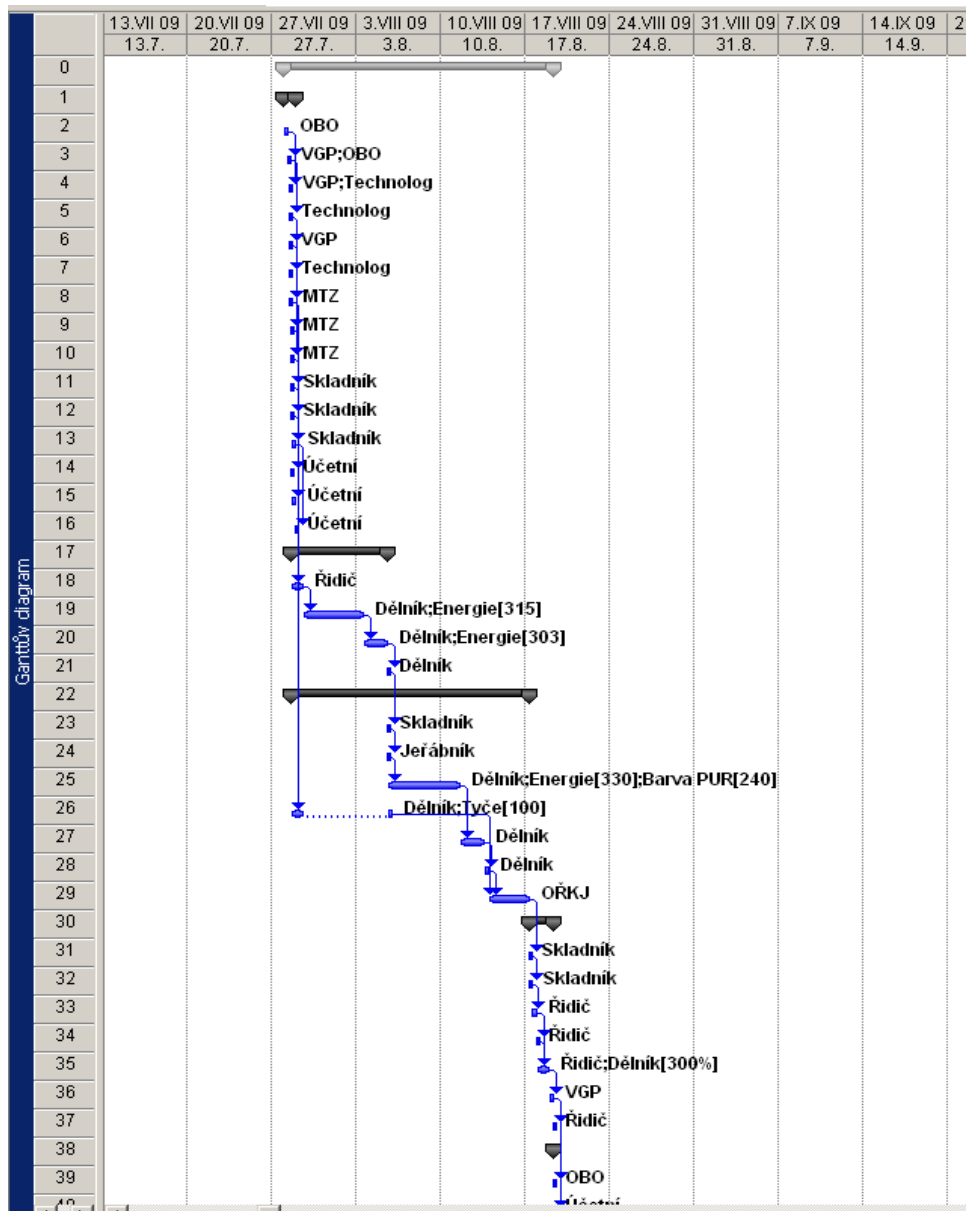 13.VII 09 20.VII 09 27.VII 09 3.VIII 09 10.VIII 09 17.VIII 09 24.VIII 09 31.VIII 09 7.IX 09 14.IX 09 2
13.7. 20.7. 27.7. 3.8. 10.8. 17.8. 24.8. 31.8. 7.9. 14.9.
Ganttův diagram
0
1
2 OBO
3 VGP;OBO
4 VGP;Technolog
5 Technolog
6 VGP
7 Technolog
8 MTZ
9 MTZ
10 MTZ
11 Skladník
12 Skladník
13 Skladník
14 Účetní
15 Účetní
16 Účetní
17
18 Řidič
19 Dělník;Energie[315]
20 Dělník;Energie[303]
21 Dělník
22
23 Skladník
24 Jeřábník
25 Dělník;Energie[330];Barva PUR[240]
26 Dělník;Tyče[100]
27 Dělník
28 Dělník
29 OŘKJ
30
31 Skladník
32 Skladník
33 Řidič
34 Řidič
35 Řidič;Dělník[300%]
36 VGP
37 Řidič
38
39 OBO
40 Účetní